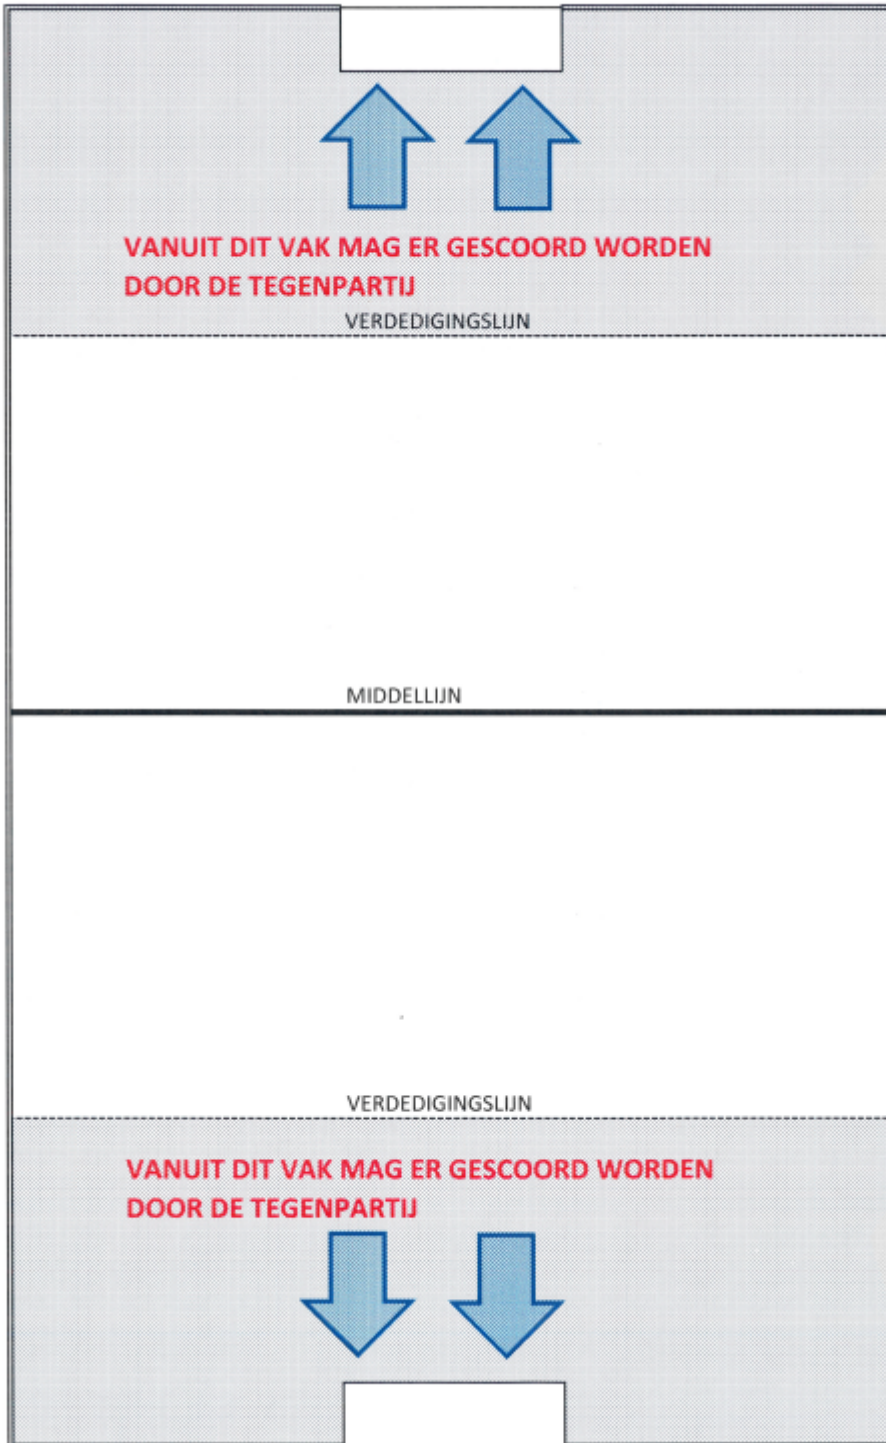 VANUIT DIT VAK MAG ER GESCOORD WORDEN
DOOR DE TEGENPARTIJ
VERDEDIGINGSLIJN
MIDDELLIJN
VERDEDIGINGSLIJN
VANUIT DIT VAK MAG ER GESCOORD WORDEN
DOOR DE TEGENPARTIJ